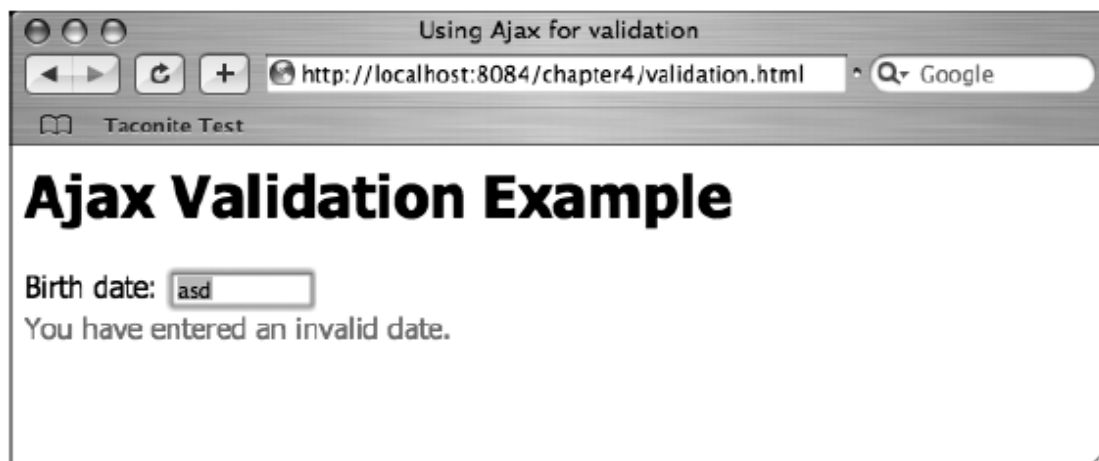 Using Ajax for validation
http://localhost:8084/chapter4/validation.html
Google
Taconite Test
Ajax Validation Example
Birth date: asd
You have entered an invalid date.